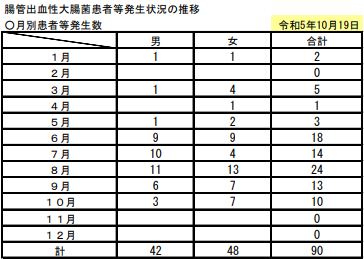 腸管出血性大腸菌患者等発生状況の推移
〇月別患者等発生数 令和5年10月19日
男 女 合計
1月 1 1 2
2月 0
3月 1 4 5
4月 1 1
5月 1 2 3
6月 9 9 18
7月 10 4 14
8月 11 13 24
9月 6 7 13
10月 3 7 10
11月 0
12月 0
計 42 48 90